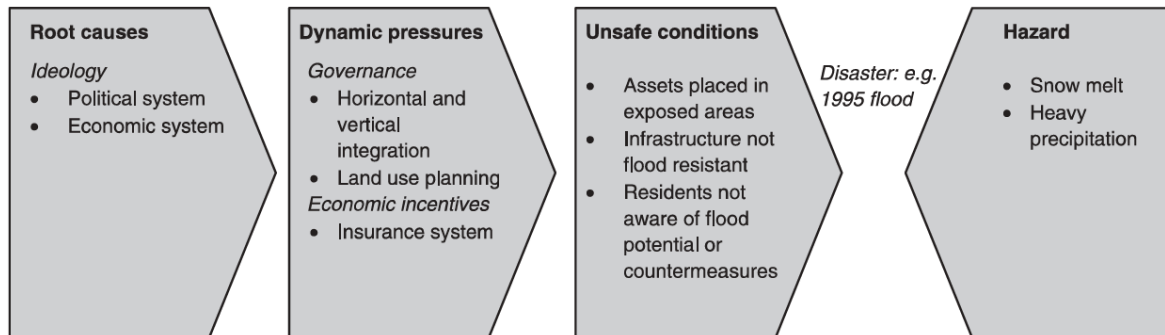 Root causes
Ideology
• Political system
• Economic system
Dynamic pressures
Governance
• Horizontal and
vertical
integration
• Land use planning
Economic incentives
• Insurance system
Unsafe conditions
• Assets placed in
exposed areas
• Infrastructure not
flood resistant
• Residents not
aware of flood
potential or
countermeasures
Disaster: e.g.
1995 flood
Hazard
• Snow melt
• Heavy
precipitation